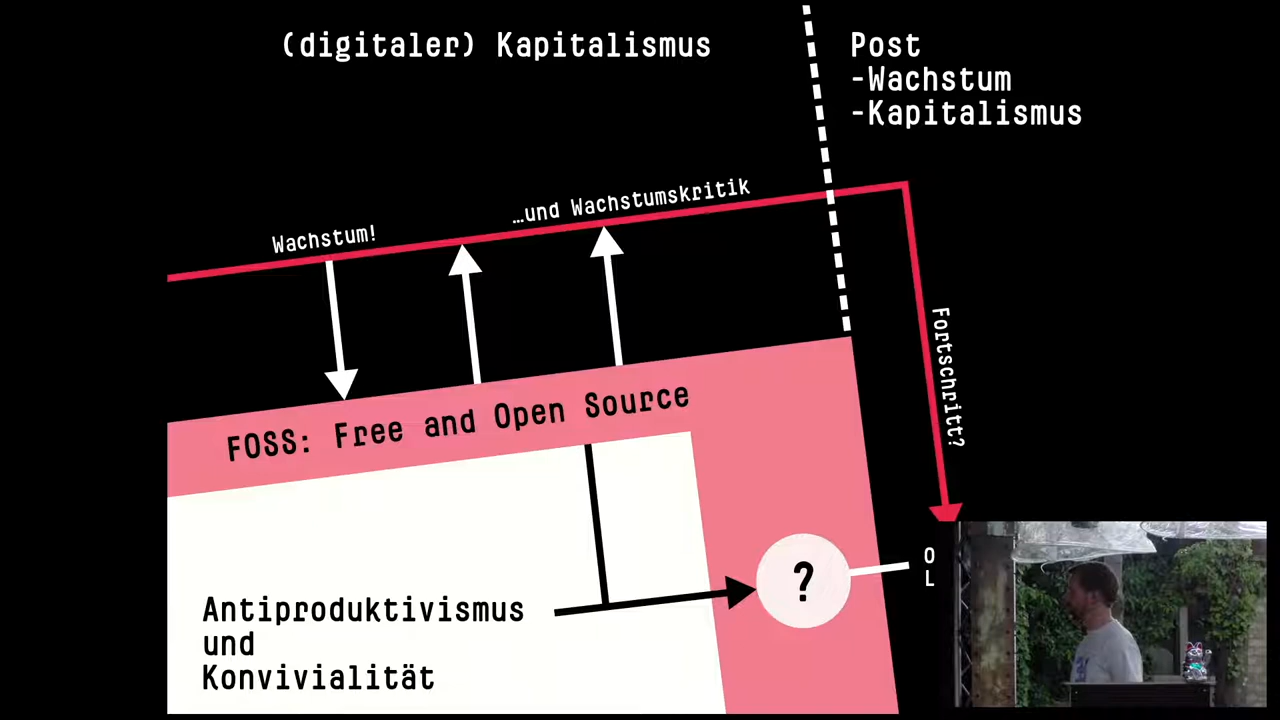 (digitaler) Kapitalismus
Post
-Wachstum
-Kapitalismus
Wachstum!
…und Wachstumskritik
Fortschritt?
FOSS: Free and Open Source
?
Antiproduktivismus
und
Konvivialität